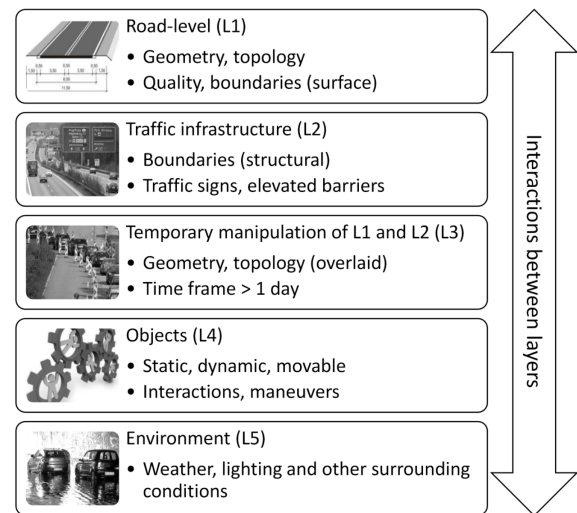 Road-level (L1)
• Geometry, topology
• Quality, boundaries (surface)
Traffic infrastructure (L2)
• Boundaries (structural)
• Traffic signs, elevated barriers
Temporary manipulation of L1 and L2 (L3)
• Geometry, topology (overlaid)
• Time frame > 1 day
Objects (L4)
• Static, dynamic, movable
• Interactions, maneuvers
Environment (L5)
• Weather, lighting and other surrounding
conditions
Interactions between layers